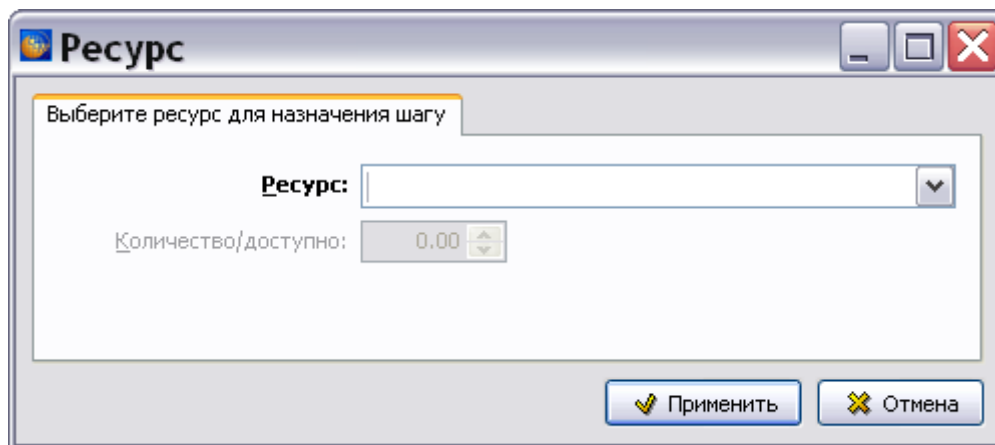 Ресурс
Выберите ресурс для назначения шагу
Ресурс:
Количество/доступно: 0.00
Применить Отмена